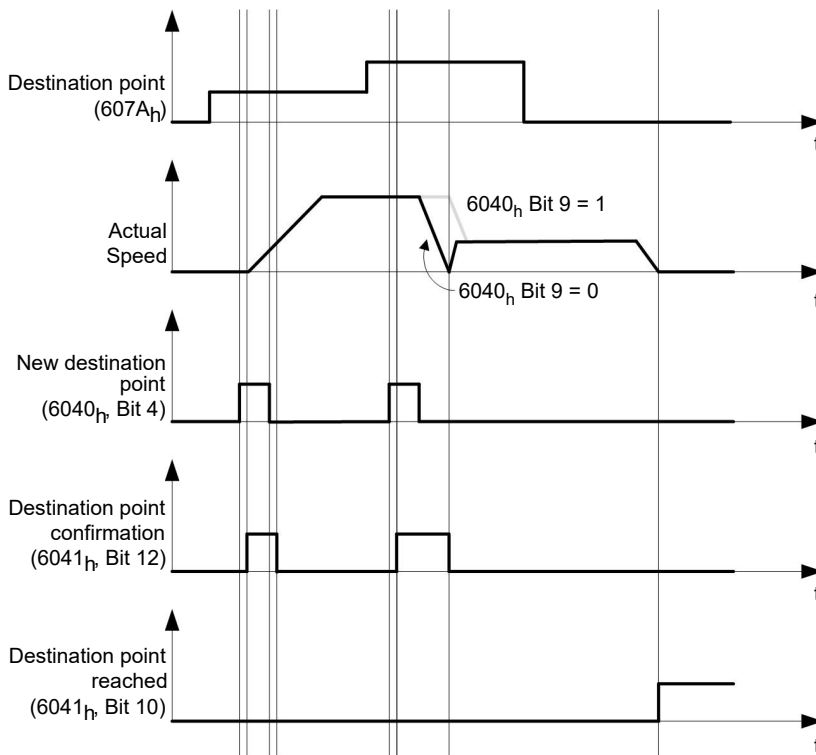 Destination point
(607Ah)
t
Actual
Speed
6040h Bit 9 = 1
6040h Bit 9 = 0
t
New destination
point
(6040h, Bit 4)
t
Destination point
confirmation
(6041h, Bit 12)
t
Destination point
reached
(6041h, Bit 10)
t